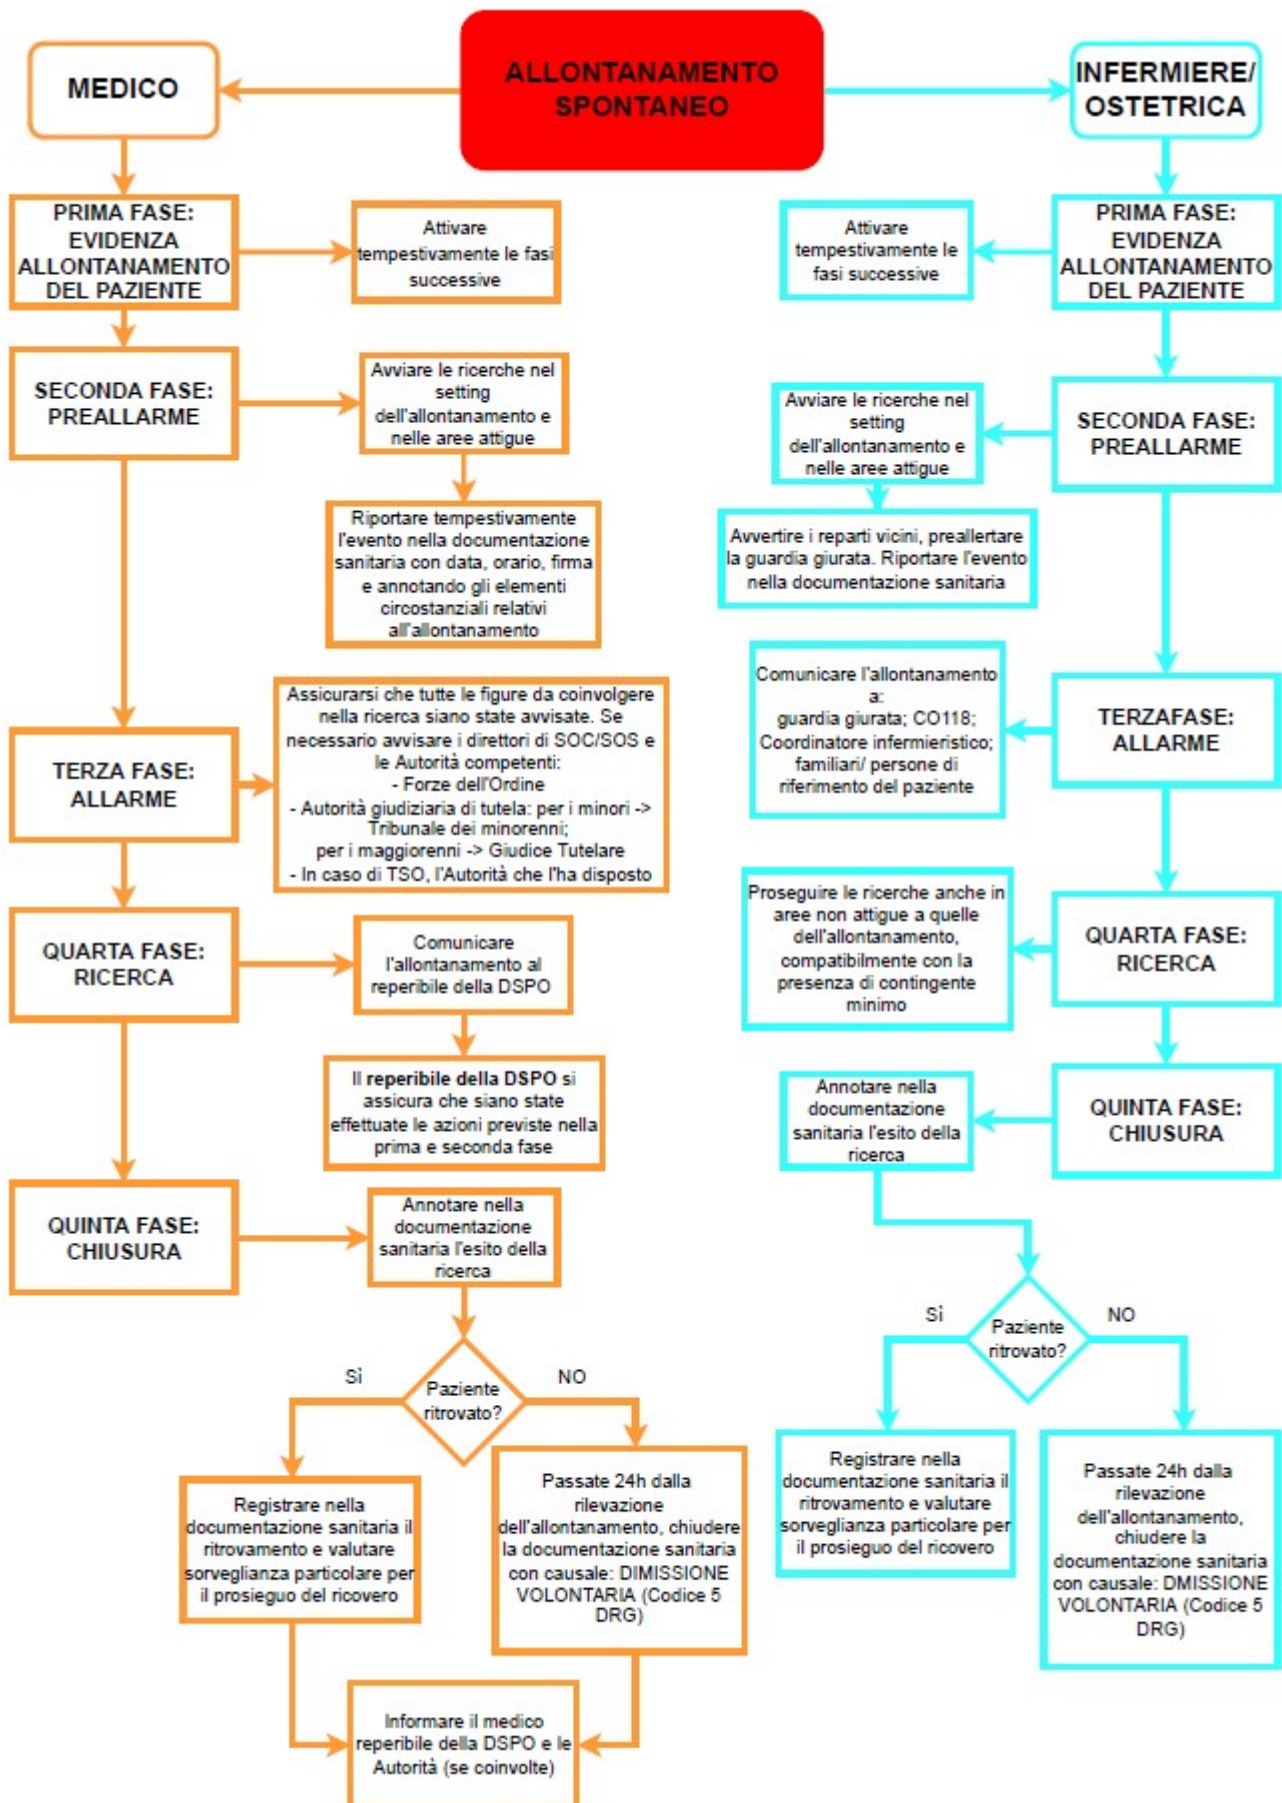 ALLONTANAMENTO
SPONTANEO
MEDICO
PRIMA FASE:
EVIDENZA
ALLONTANAMENTO
DEL PAZIENTE
Attivare
tempestivamente le fasi
successive
SECONDA FASE:
PREALLARME
Avviare le ricerche nel
setting
dell'allontanamento e
nelle aree attigue
Riportare tempestivamente
l'evento nella documentazione
sanitaria con data, orario, firma
e annotando gli elementi
circostanziali relativi
all'allontanamento
TERZA FASE:
ALLARME
Assicurarsi che tutte le figure da coinvolgere
nella ricerca siano state avvisate. Se
necessario avvisare i direttori di SOC/SOS e
le Autorità competenti:
- Forze dell'Ordine
- Autorità giudiziaria di tutela: per i minori ->
Tribunale dei minorenni;
per i maggiorenni -> Giudice Tutelare
- In caso di TSO, l'Autorità che l'ha disposto
QUARTA FASE:
RICERCA
Comunicare
l'allontanamento al
reperibile della DSPO
Il reperibile della DSPO si
assicura che siano state
effettuate le azioni previste nella
prima e seconda fase
QUINTA FASE:
CHIUSURA
Annotare nella
documentazione
sanitaria l'esito della
ricerca
Paziente
ritrovato?
Sì
NO
Registrare nella
documentazione sanitaria il
ritrovamento e valutare
sorveglianza particolare per
il prosieguo del ricovero
Passate 24h dalla
rilevazione
dell'allontanamento, chiudere
la documentazione sanitaria
con causale: DIMISSIONE
VOLONTARIA (Codice 5
DRG)
Informare il medico
reperibile della DSPO e le
Autorità (se coinvolte)
INFERMIERE/
OSTETRICA
PRIMA FASE:
EVIDENZA
ALLONTANAMENTO
DEL PAZIENTE
Attivare
tempestivamente le
fasi successive
SECONDA FASE:
PREALLARME
Avviare le ricerche nel
setting
dell'allontanamento e
nelle aree attigue
Avvertire i reparti vicini, preallertare
la guardia giurata. Riportare l'evento
nella documentazione sanitaria
TERZAFASE:
ALLARME
Comunicare l'allontanamento
a:
guardia giurata; CO118;
Coordinatore infermieristico;
familiari/ persone di
riferimento del paziente
QUARTA FASE:
RICERCA
Proseguire le ricerche anche in
aree non attigue a quelle
dell'allontanamento,
compatibilmente con la
presenza di contingente
minimo
QUINTA FASE:
CHIUSURA
Annotare nella
documentazione
sanitaria l'esito della
ricerca
Paziente
ritrovato?
Sì
NO
Registrare nella
documentazione sanitaria il
ritrovamento e valutare
sorveglianza particolare per
il prosieguo del ricovero
Passate 24h dalla
rilevazione
dell'allontanamento,
chiudere la
documentazione sanitaria
con causale: DMISSIONE
VOLONTARIA (Codice 5
DRG)